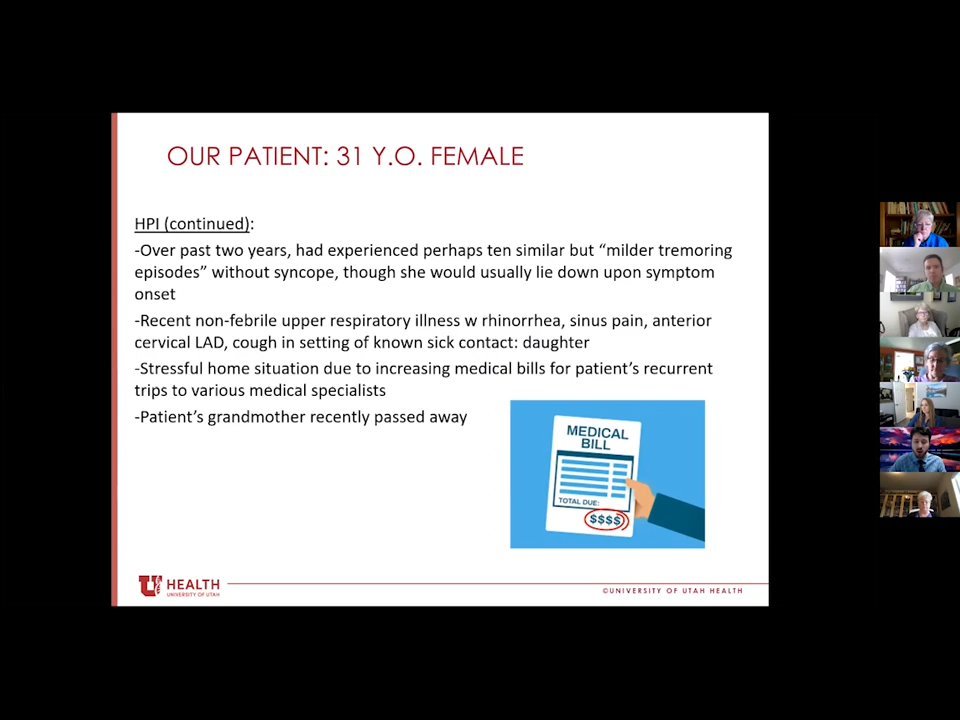 OUR PATIENT: 31 Y.O. FEMALE
HPI (continued):
-Over past two years, had experienced perhaps ten similar but “milder tremoring
episodes” without syncope, though she would usually lie down upon symptom
onset
-Recent non-febrile upper respiratory illness w rhinorrhea, sinus pain, anterior
cervical LAD, cough in setting of known sick contact: daughter
-Stressful home situation due to increasing medical bills for patient’s recurrent
trips to various medical specialists
-Patient’s grandmother recently passed away
MEDICAL
BILL
TOTAL DUE:
$$$$
U HEALTH
UNIVERSITY OF UTAH
©UNIVERSITY OF UTAH HEALTH